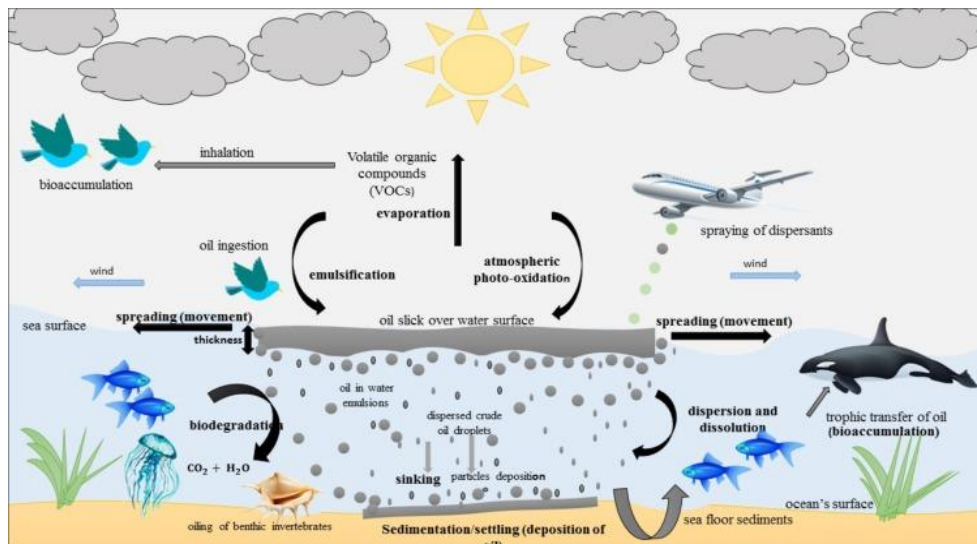 inhalation
bioaccumulation
Volatile organic
compounds
(VOCs)
evaporation
spraying of dispersants
oil ingestion
emulsification
atmospheric
photo-oxidation
wind
wind
sea surface
spreading (movement)
thickness
oil slick over water surface
spreading (movement)
oil in water
emulsions
biodegradation
dispersed crude
oil droplets
dispersion and
dissolution
trophic transfer of oil
(bioaccumulation)
CO₂ + H₂O
sinking
particles deposition
ocean's surface
oiling of benthic invertebrates
sea floor sediments
Sedimentation/settling (deposition of